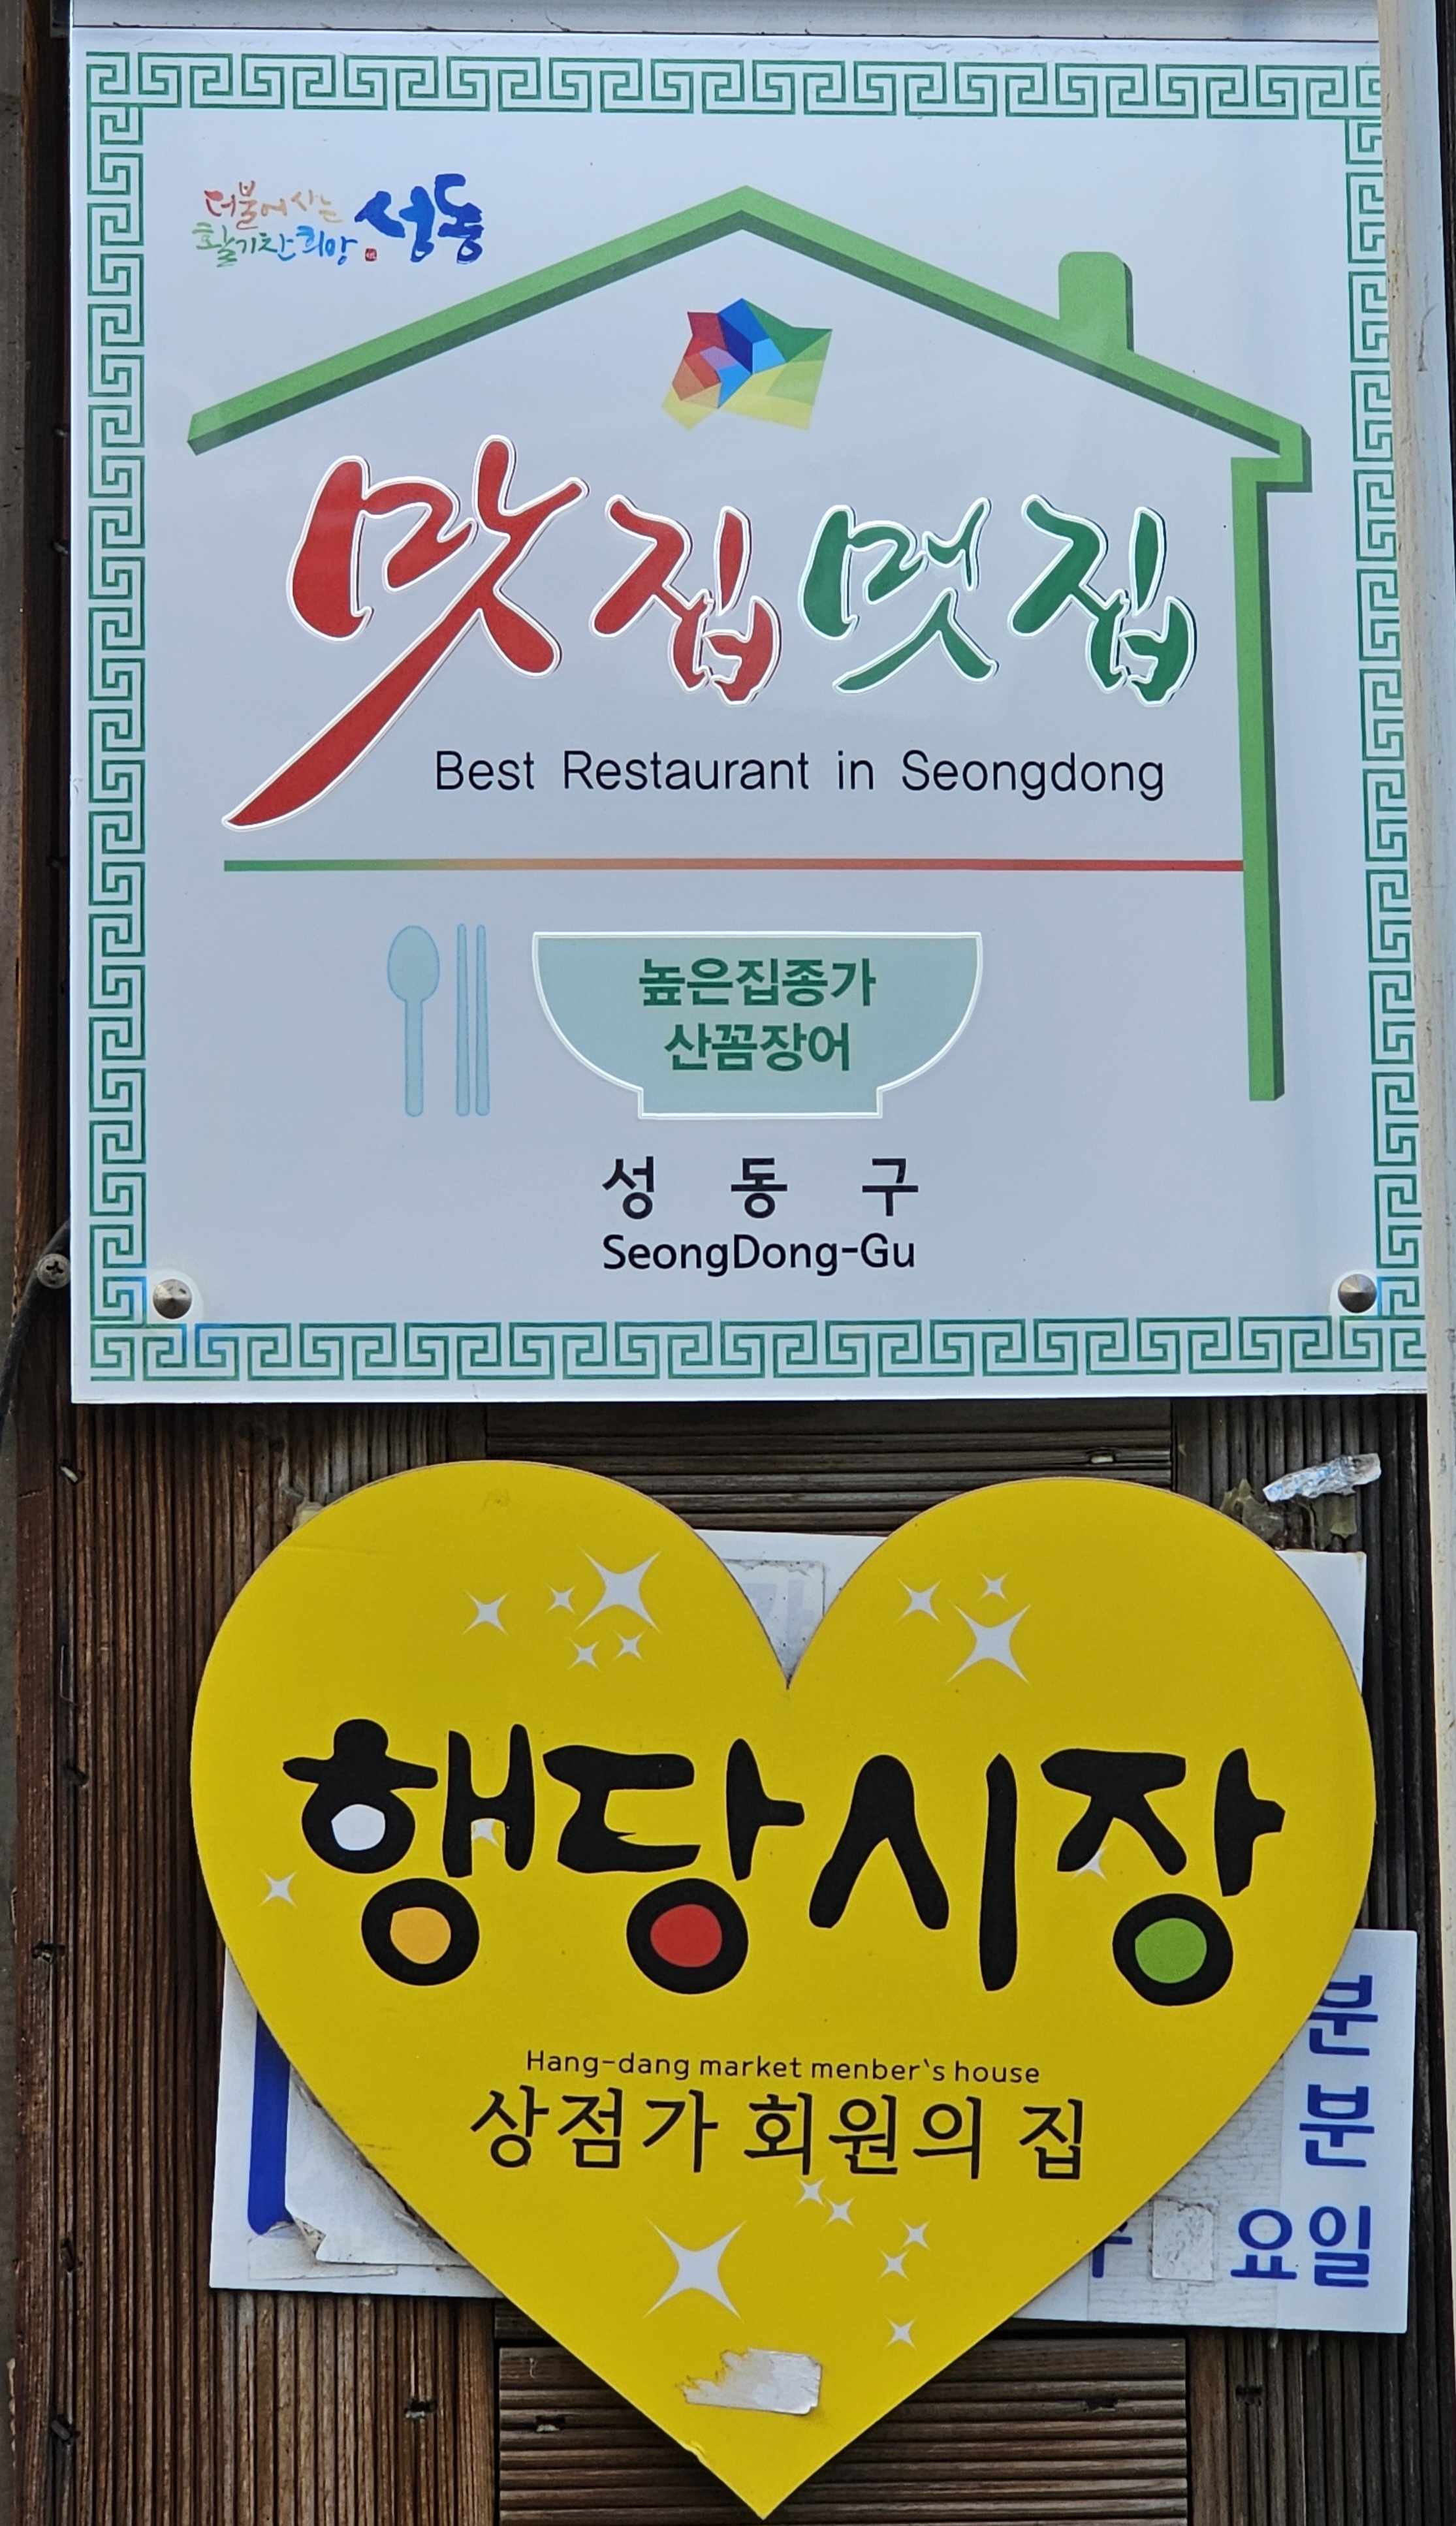 더불어 사는
활기찬 희망 성동
맛집멋집
Best Restaurant in Seongdong
높은집종가
산꼼장어
성동구
SeongDong-Gu
행당시장
Hang-dang market menber's house
상점가 회원의 집
분
분
요일